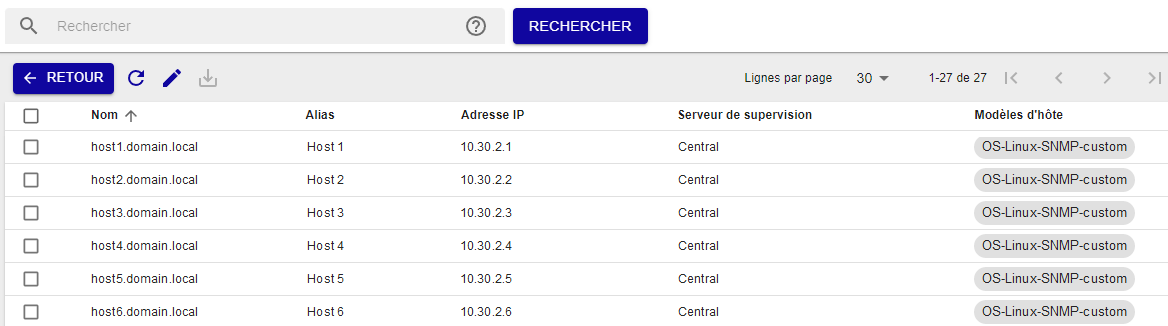 Rechercher RECHERCHER
RETOUR Lignes par page 30 1-27 de 27
Nom Alias Adresse IP Serveur de supervision Modèles d'hôte
host1.domain.local Host 1 10.30.2.1 Central OS-Linux-SNMP-custom
host2.domain.local Host 2 10.30.2.2 Central OS-Linux-SNMP-custom
host3.domain.local Host 3 10.30.2.3 Central OS-Linux-SNMP-custom
host4.domain.local Host 4 10.30.2.4 Central OS-Linux-SNMP-custom
host5.domain.local Host 5 10.30.2.5 Central OS-Linux-SNMP-custom
host6.domain.local Host 6 10.30.2.6 Central OS-Linux-SNMP-custom